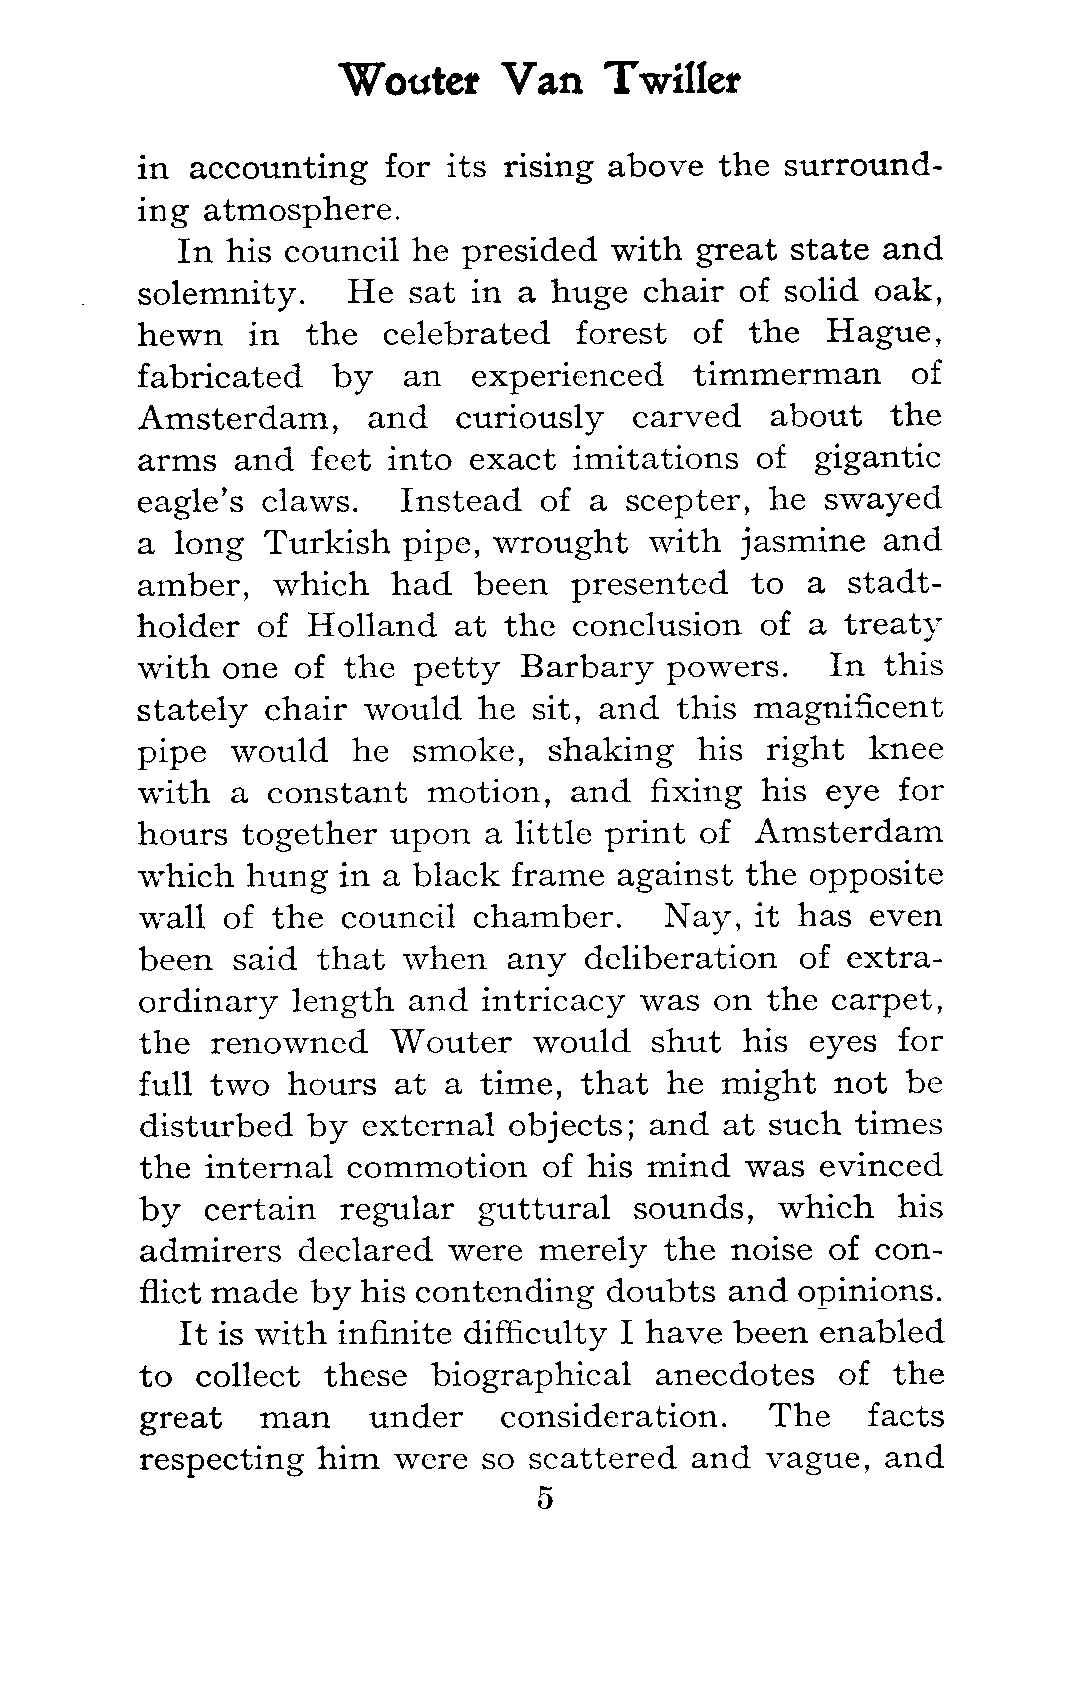 Wouter Van Twiller
in accounting for its rising above the surround-
ing atmosphere.
In his council he presided with great state and
solemnity. He sat in a huge chair of solid oak,
hewn in the celebrated forest of the Hague,
fabricated by an experienced timmerman of
Amsterdam, and curiously carved about the
arms and feet into exact imitations of gigantic
eagle's claws. Instead of a scepter, he swayed
a long Turkish pipe, wrought with jasmine and
amber, which had been presented to a stadt-
holder of Holland at the conclusion of a treaty
with one of the petty Barbary powers. In this
stately chair would he sit, and this magnificent
pipe would he smoke, shaking his right knee
with a constant motion, and fixing his eye for
hours together upon a little print of Amsterdam
which hung in a black frame against the opposite
wall of the council chamber. Nay, it has even
been said that when any deliberation of extra-
ordinary length and intricacy was on the carpet,
the renowned Wouter would shut his eyes for
full two hours at a time, that he might not be
disturbed by external objects; and at such times
the internal commotion of his mind was evinced
by certain regular guttural sounds, which his
admirers declared were merely the noise of con-
flict made by his contending doubts and opinions.
It is with infinite difficulty I have been enabled
to collect these biographical anecdotes of the
great man under consideration. The facts
respecting him were so scattered and vague, and
5